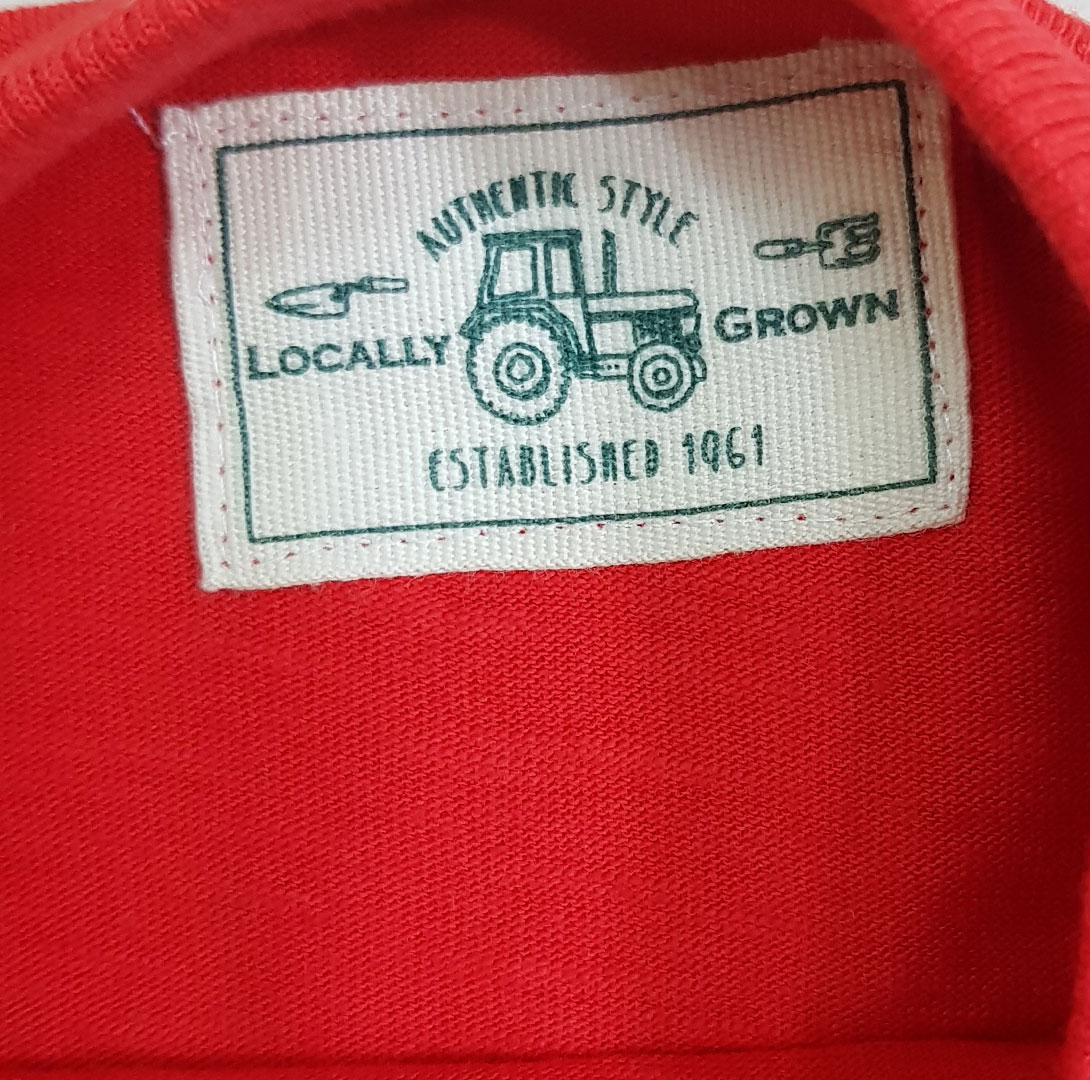 AUTHENTIC STYLE
LOCALLY GROWN
ESTABLISHED 1961